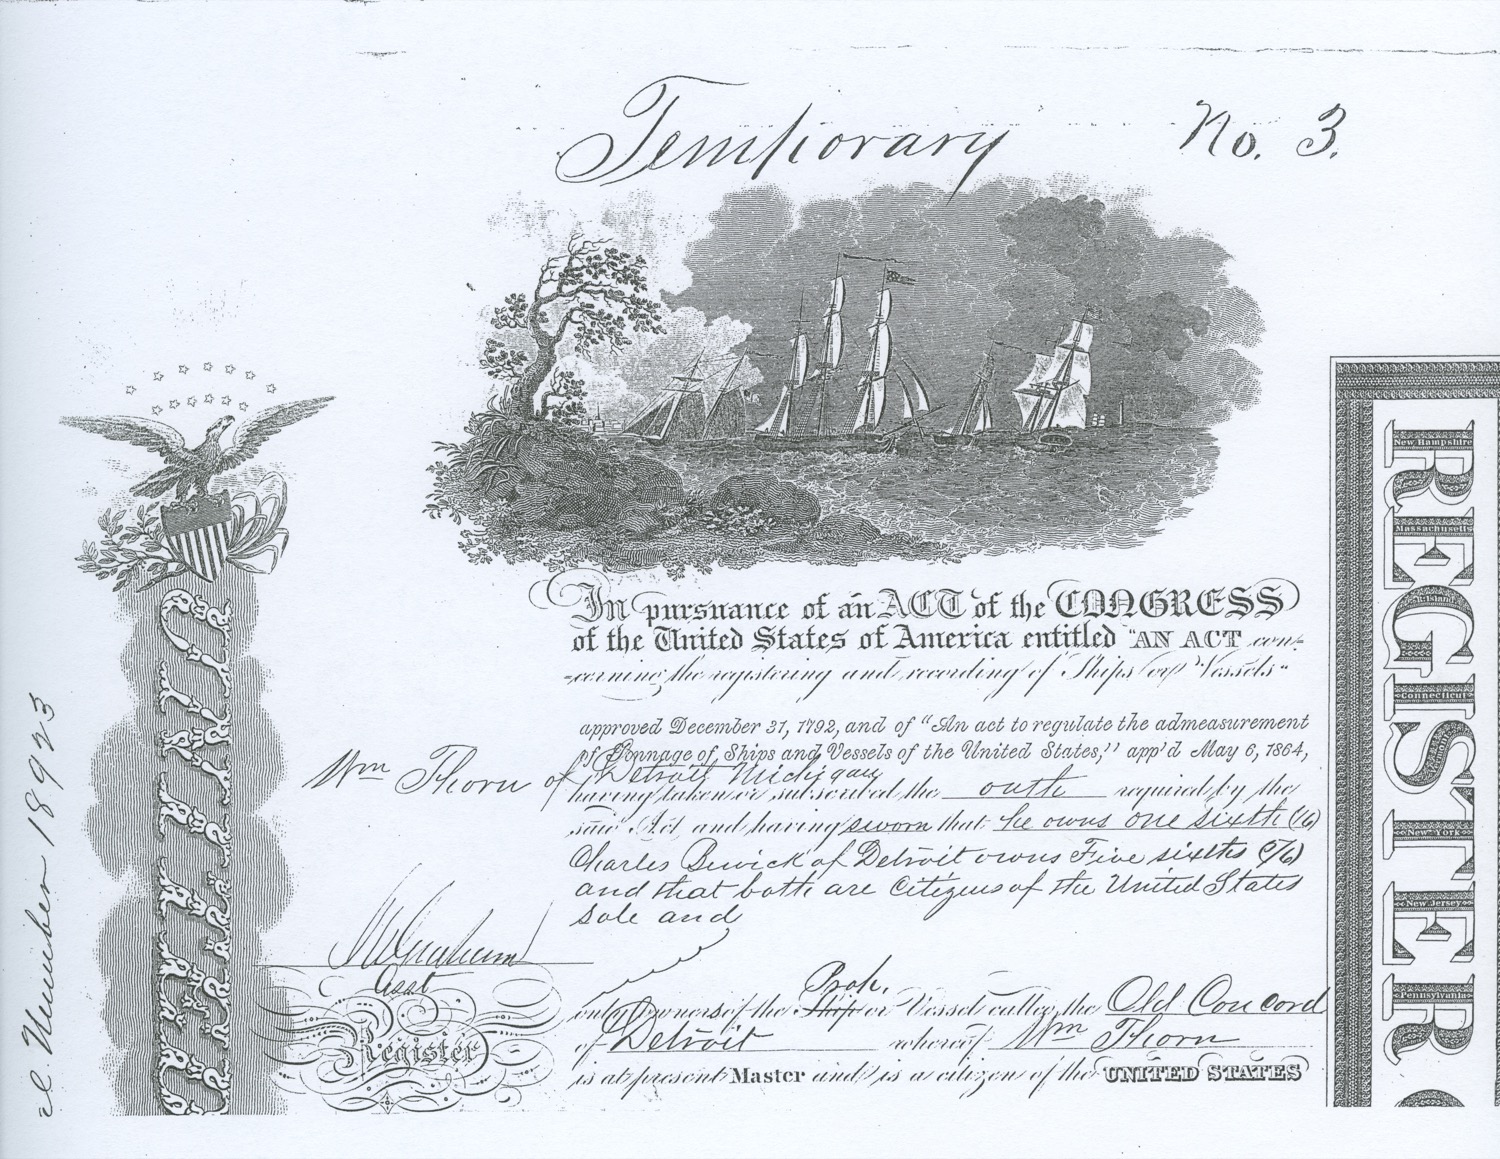 Temporary No. 3.
In pursuance of an ACT of the CONGRESS
of the United States of America entitled "AN ACT con-
cerning the registering and recording of Ships or Vessels"
approved December 31, 1792, and of "An act to regulate the admeasurement
of Tonnage of Ships and Vessels of the United States," app'd May 6, 1864,
Wm Thorn of Detroit Michigan
having taken or subscribed the oath required by the
said Act and having sworn that he owns one sixth (1/6)
Charles Bewick of Detroit owns Five sixths (5/6)
and that both are Citizens of the United States
sole and
only owners of the Ship or Vessel called the Old Concord
Prop.
of Detroit whereof Wm Thorn
is at present Master and is a citizen of the UNITED STATES
Asst
Register
Official Number 18923
REGISTER
New Hampshire
Massachusetts
R. Island
Connecticut
New York
New Jersey
Pennsylvania